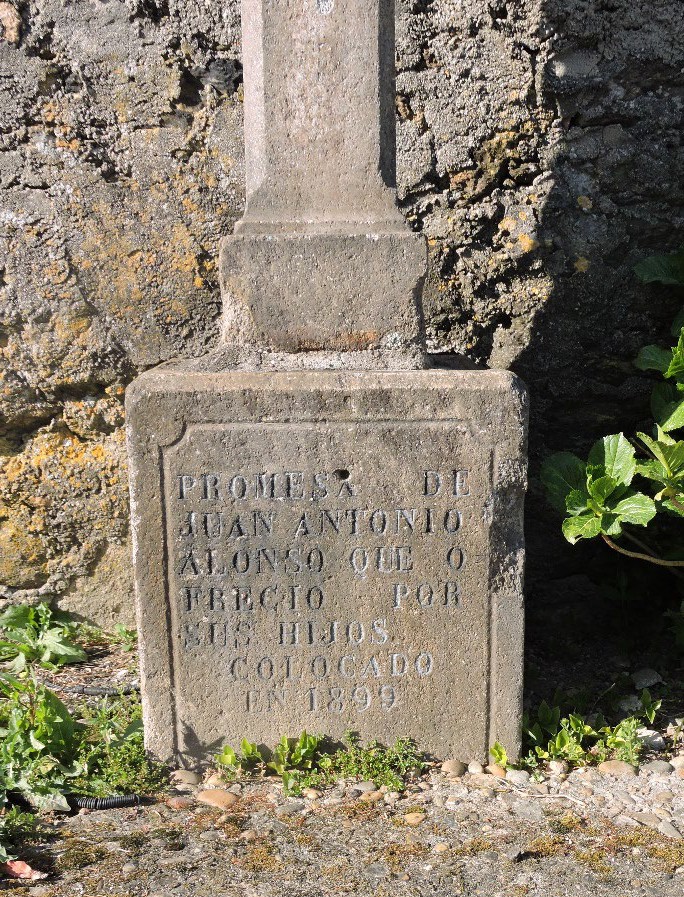 PROMESA DE
JUAN ANTONIO
ALONSO QUE O
FRECIO POR
SUS HIJOS.
COLOCADO
EN 1899